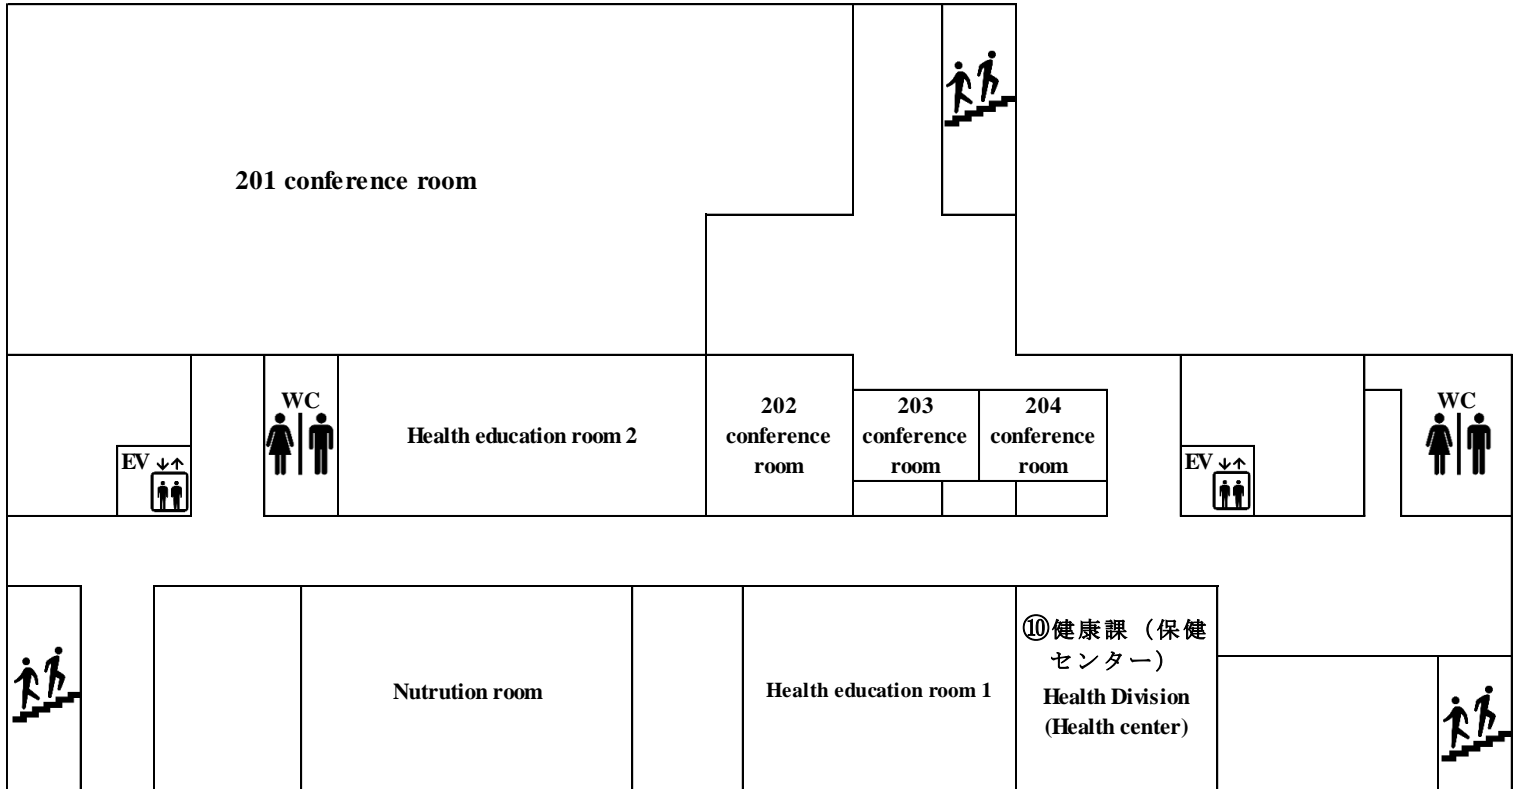 201 conference room
WC
Health education room 2
202
conference
room
203
conference
room
204
conference
room
WC
EV
EV
Nutrution room
Health education room 1
⑩健康課（保健
センター）
Health Division
(Health center)